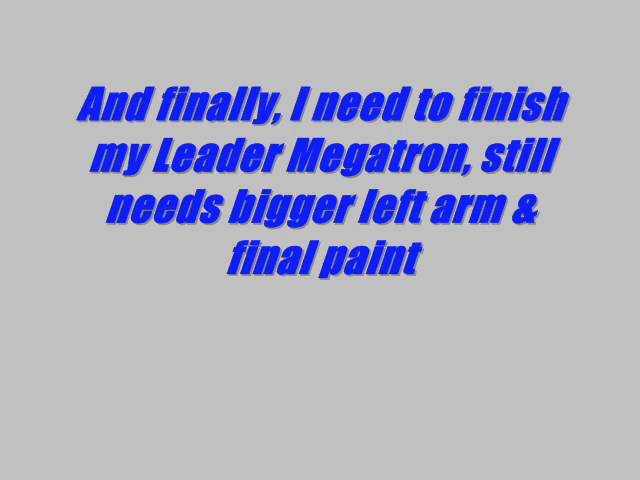 And finally, I need to finish
my Leader Megatron, still
needs bigger left arm &
final paint